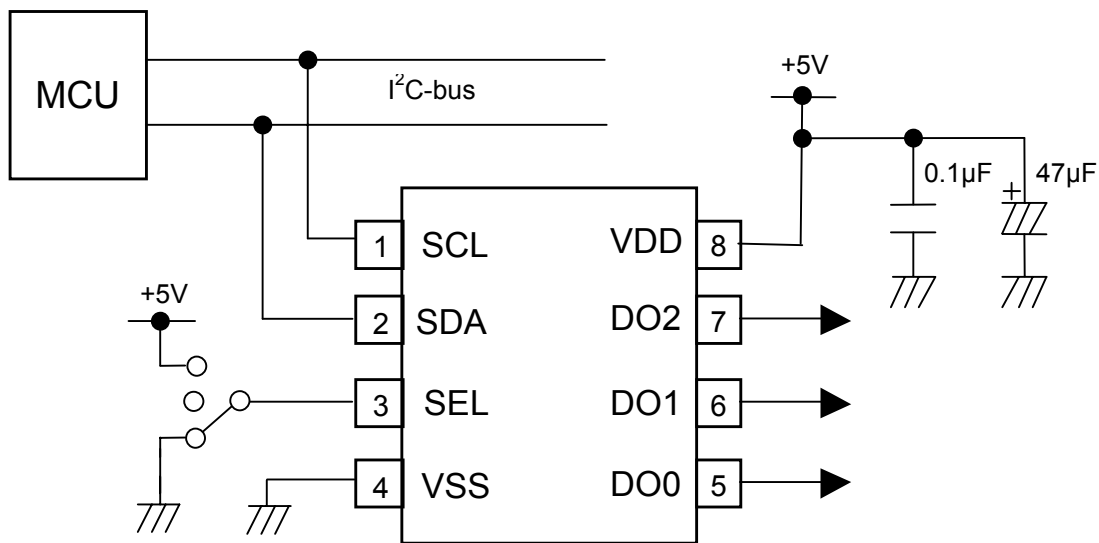 MCU
I²C-bus
+5V
0.1µF
+
47µF
1 SCL
VDD 8
+5V
2 SDA
DO2 7
3 SEL
DO1 6
4 VSS
DO0 5